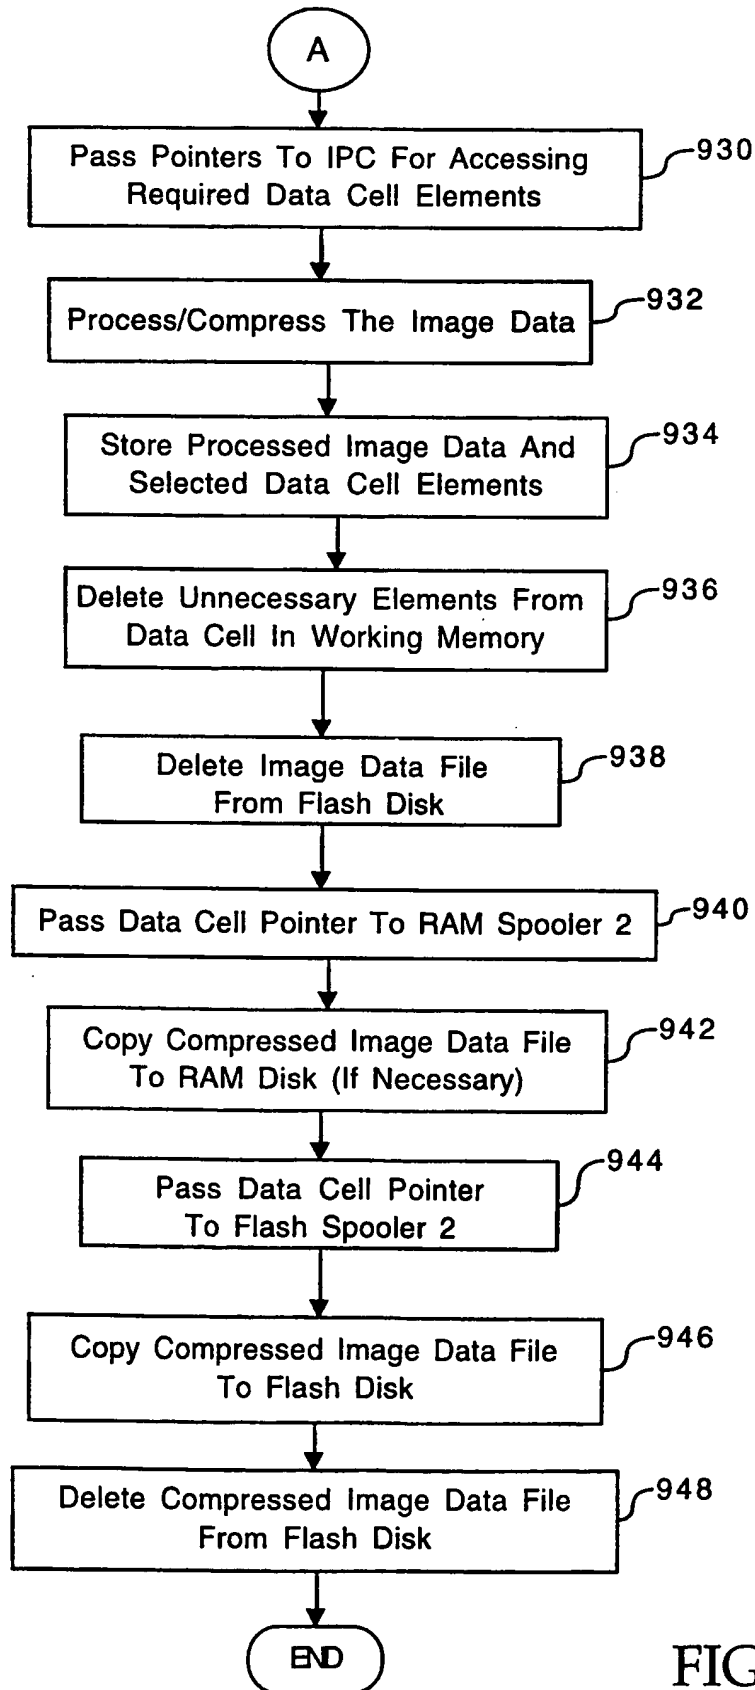 A
Pass Pointers To IPC For Accessing
Required Data Cell Elements
930
Process/Compress The Image Data
932
Store Processed Image Data And
Selected Data Cell Elements
934
Delete Unnecessary Elements From
Data Cell In Working Memory
936
Delete Image Data File
From Flash Disk
938
Pass Data Cell Pointer To RAM Spooler 2
940
Copy Compressed Image Data File
To RAM Disk (If Necessary)
942
Pass Data Cell Pointer
To Flash Spooler 2
944
Copy Compressed Image Data File
To Flash Disk
946
Delete Compressed Image Data File
From Flash Disk
948
END
FIG